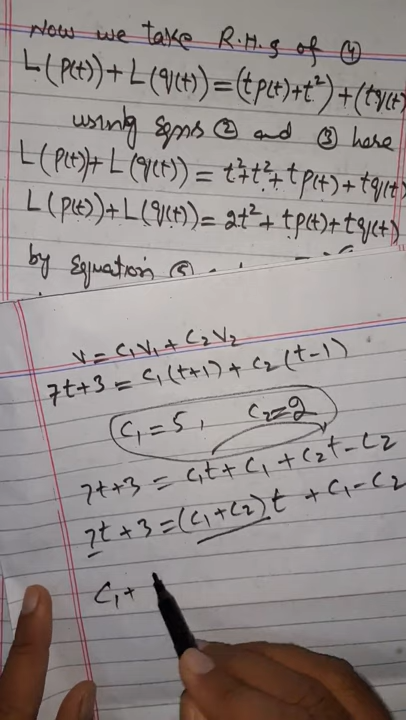 Now we take R.H.S of ④
L(p(t)) + L(q(t)) = (tp(t)+t²) + (tq(t)
using Eqns ② and ③ here
L(p(t)) + L(q(t)) = t²+t²+tp(t)+tq(t)
L(p(t)) + L(q(t)) = 2t²+tp(t)+tq(t)
by Equation ⑤
v = c₁v₁ + c₂v₂
7t+3 = c₁(t+1) + c₂(t-1)
c₁=5, c₂=2
7t+3 = c₁t+c₁+c₂t-c₂
7t+3 = (c₁+c₂)t + c₁-c₂
c₁+